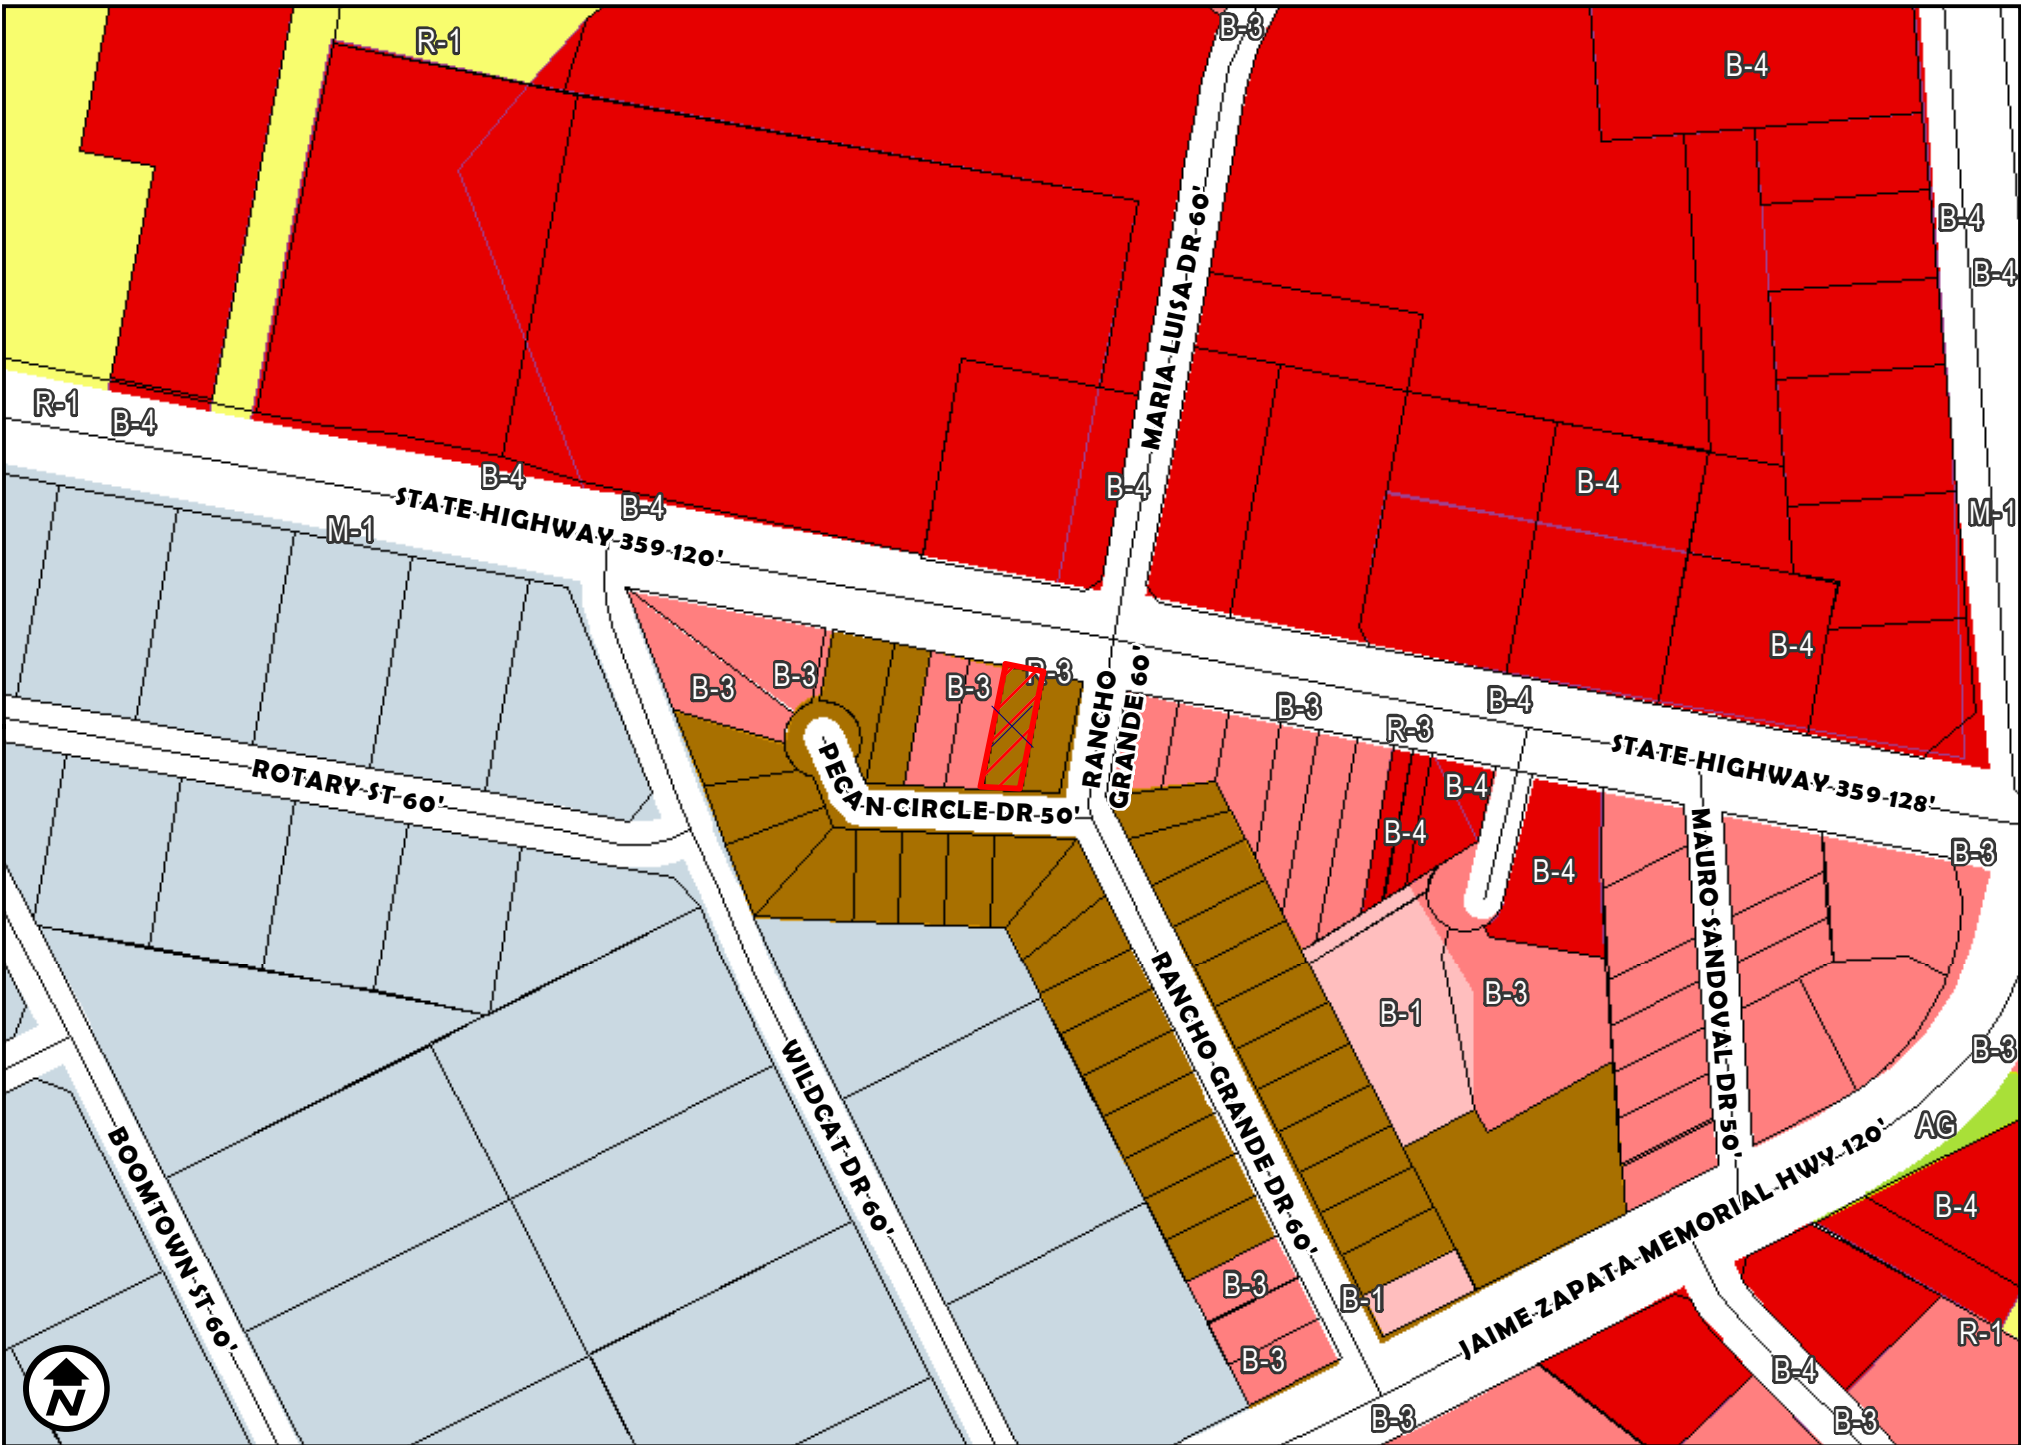 B-3
R-1
B-4
B-4
B-4
MARIA LUISA DR 60'
R-1
B-4
B-4
B-4
B-4
B-4
M-1
M-1
STATE HIGHWAY 359 120'
B-4
B-3
B-3
B-3
R-3
RANCHO
GRANDE 60'
B-3
B-4
R-3
STATE HIGHWAY 359 128'
ROTARY ST 60'
PECAN CIRCLE DR 50'
B-4
B-4
B-4
MAURO SANDOVAL DR 50'
B-3
B-1
B-3
RANCHO GRANDE DR 60'
WILDCAT DR 60'
BOOMTOWN ST 60'
B-3
AG
JAIME ZAPATA MEMORIAL HWY 120'
B-4
B-3
B-1
R-1
B-3
B-4
B-3
B-3
N